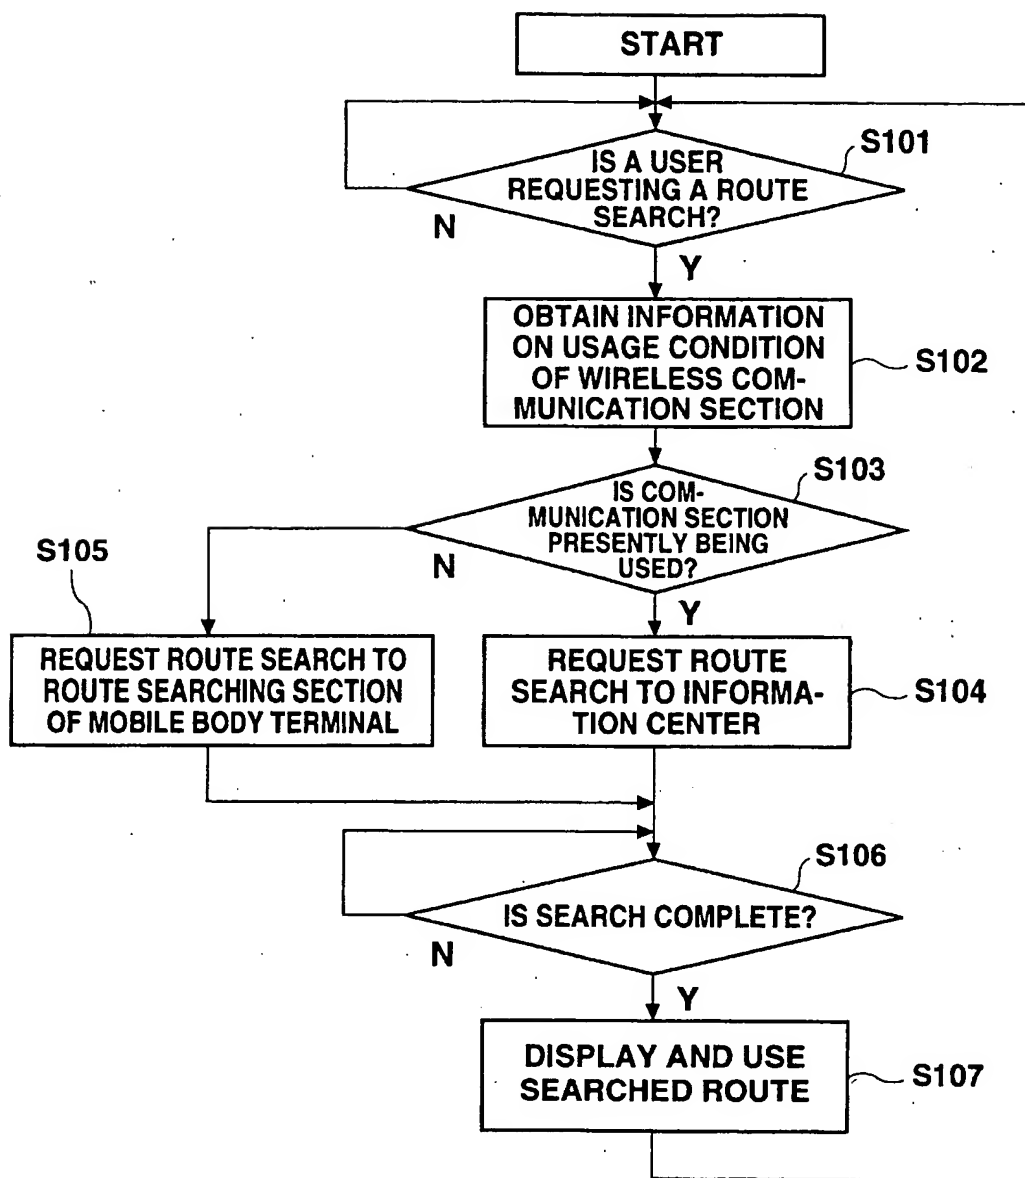 START
S101
IS A USER
REQUESTING A ROUTE
SEARCH?
N
Y
OBTAIN INFORMATION
ON USAGE CONDITION
OF WIRELESS COM-
MUNICATION SECTION
S102
S103
IS COM-
MUNICATION SECTION
PRESENTLY BEING
USED?
N
Y
S105
REQUEST ROUTE SEARCH TO
ROUTE SEARCHING SECTION
OF MOBILE BODY TERMINAL
REQUEST ROUTE
SEARCH TO INFORMA-
TION CENTER
S104
S106
IS SEARCH COMPLETE?
N
Y
DISPLAY AND USE
SEARCHED ROUTE
S107